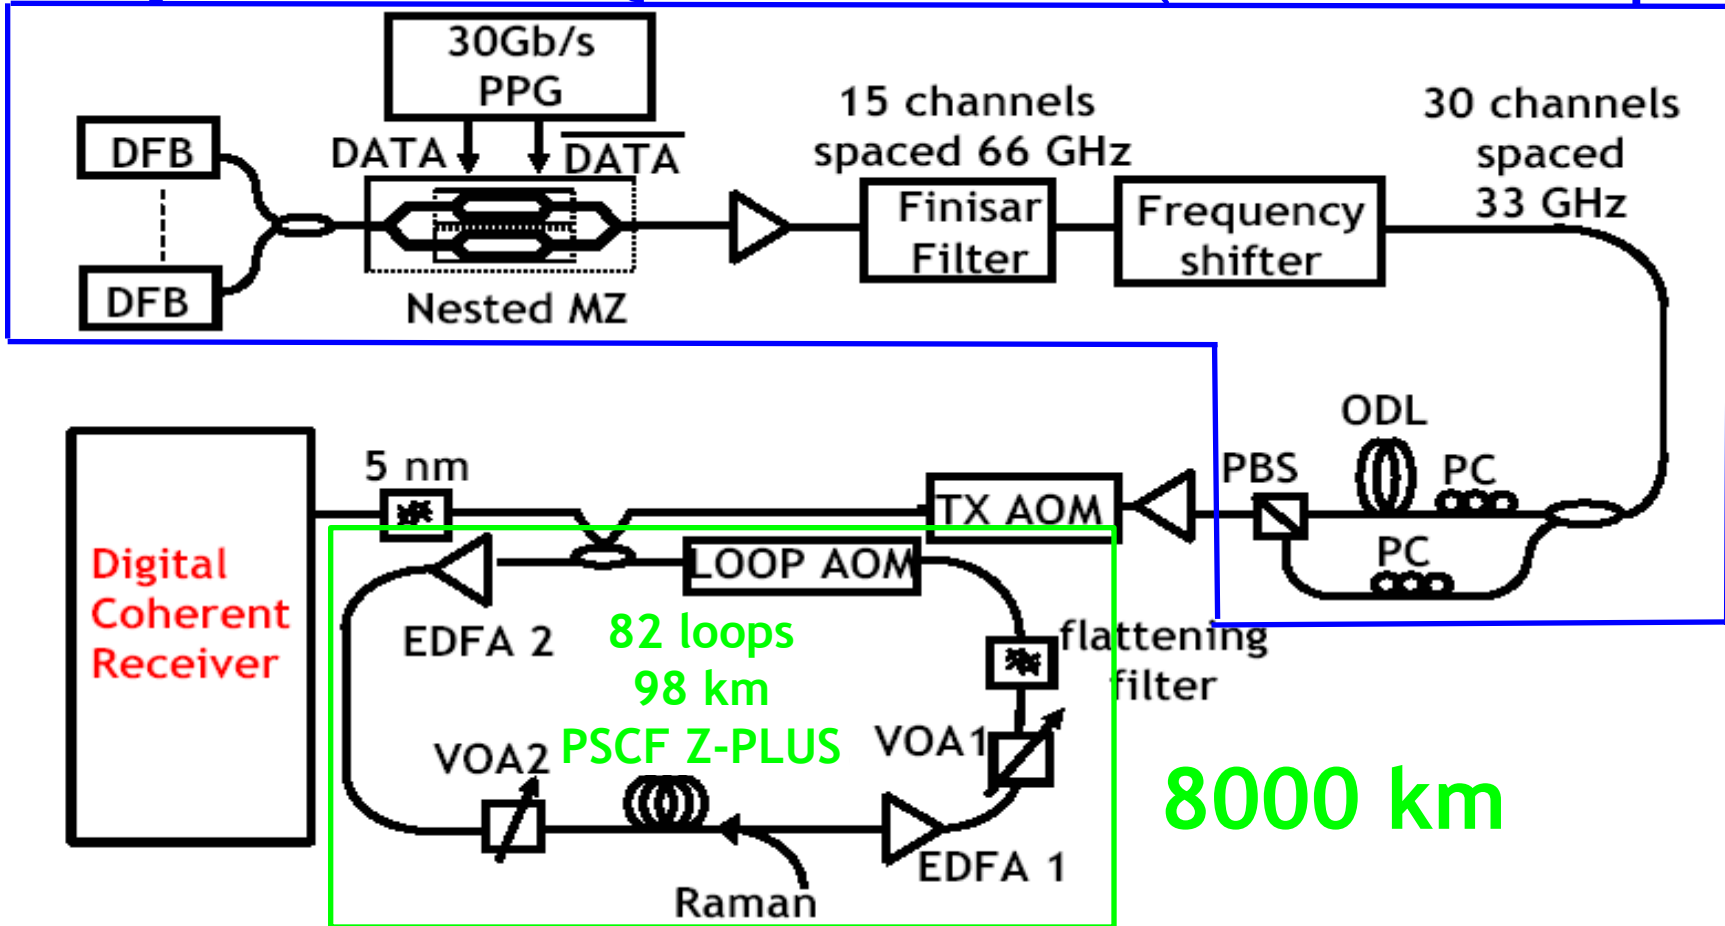 30Gb/s
PPG
15 channels
spaced 66 GHz
30 channels
spaced
33 GHz
DFB
DATA
DATA
Finisar
Filter
Frequency
shifter
DFB
Nested MZ
ODL
PBS
PC
5 nm
TX AOM
PC
Digital
Coherent
Receiver
LOOP AOM
EDFA 2
82 loops
98 km
PSCF Z-PLUS
flattening
filter
VOA2
VOA1
8000 km
EDFA 1
Raman